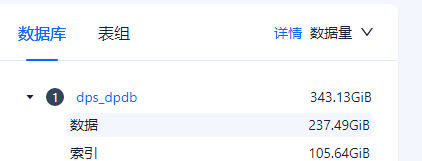 数据库 表组 详情 数据量
1 dps_dpdb 343.13GiB
数据 237.49GiB
索引 105.64GiB